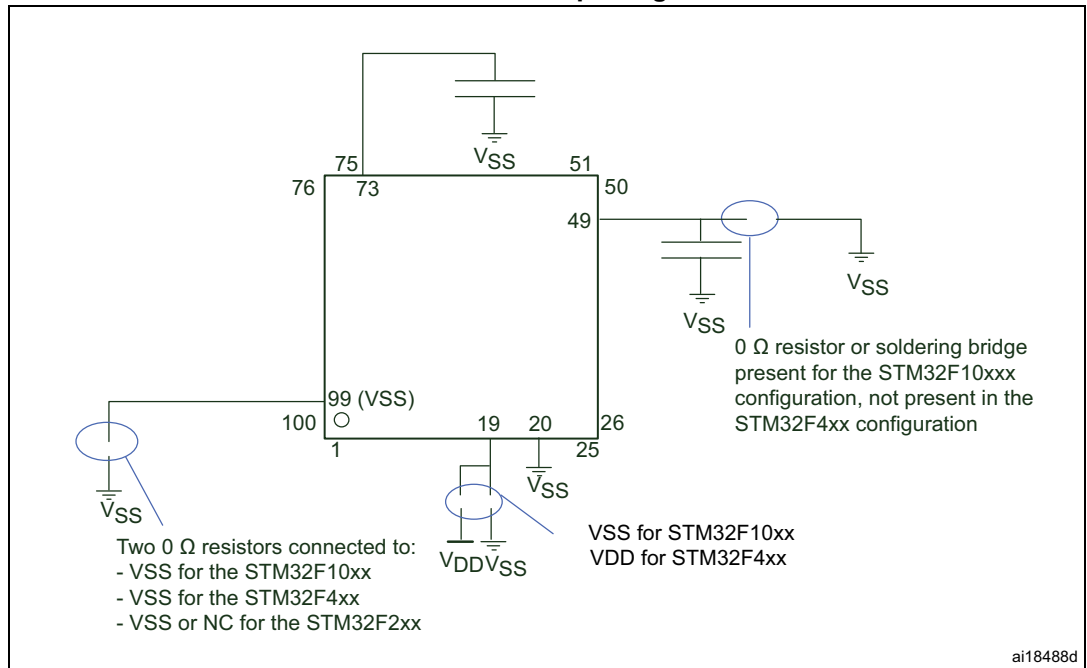 VSS
75
51
76
73
50
49
VSS
VSS
0 Ω resistor or soldering bridge
present for the STM32F10xxx
configuration, not present in the
STM32F4xx configuration
99 (VSS)
100
19
20
26
1
25
VSS
VSS
VDD VSS
VSS for STM32F10xx
VDD for STM32F4xx
Two 0 Ω resistors connected to:
- VSS for the STM32F10xx
- VSS for the STM32F4xx
- VSS or NC for the STM32F2xx
ai18488d